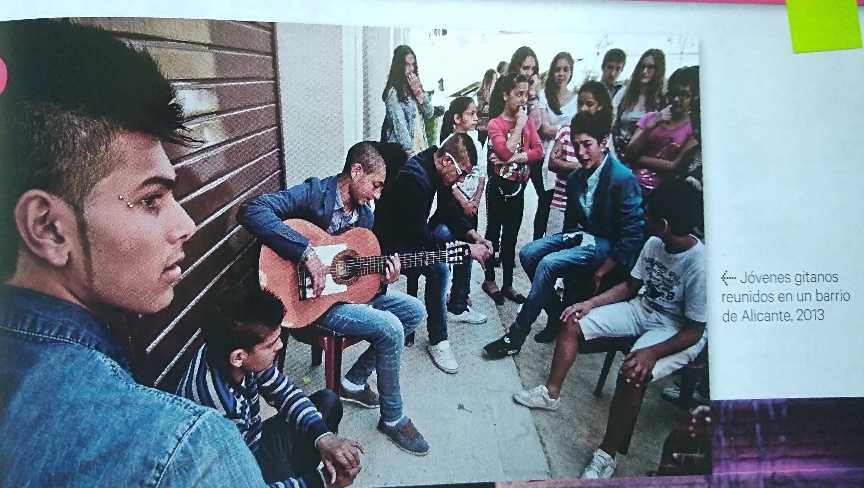 ← Jóvenes gitanos
reunidos en un barrio
de Alicante, 2013